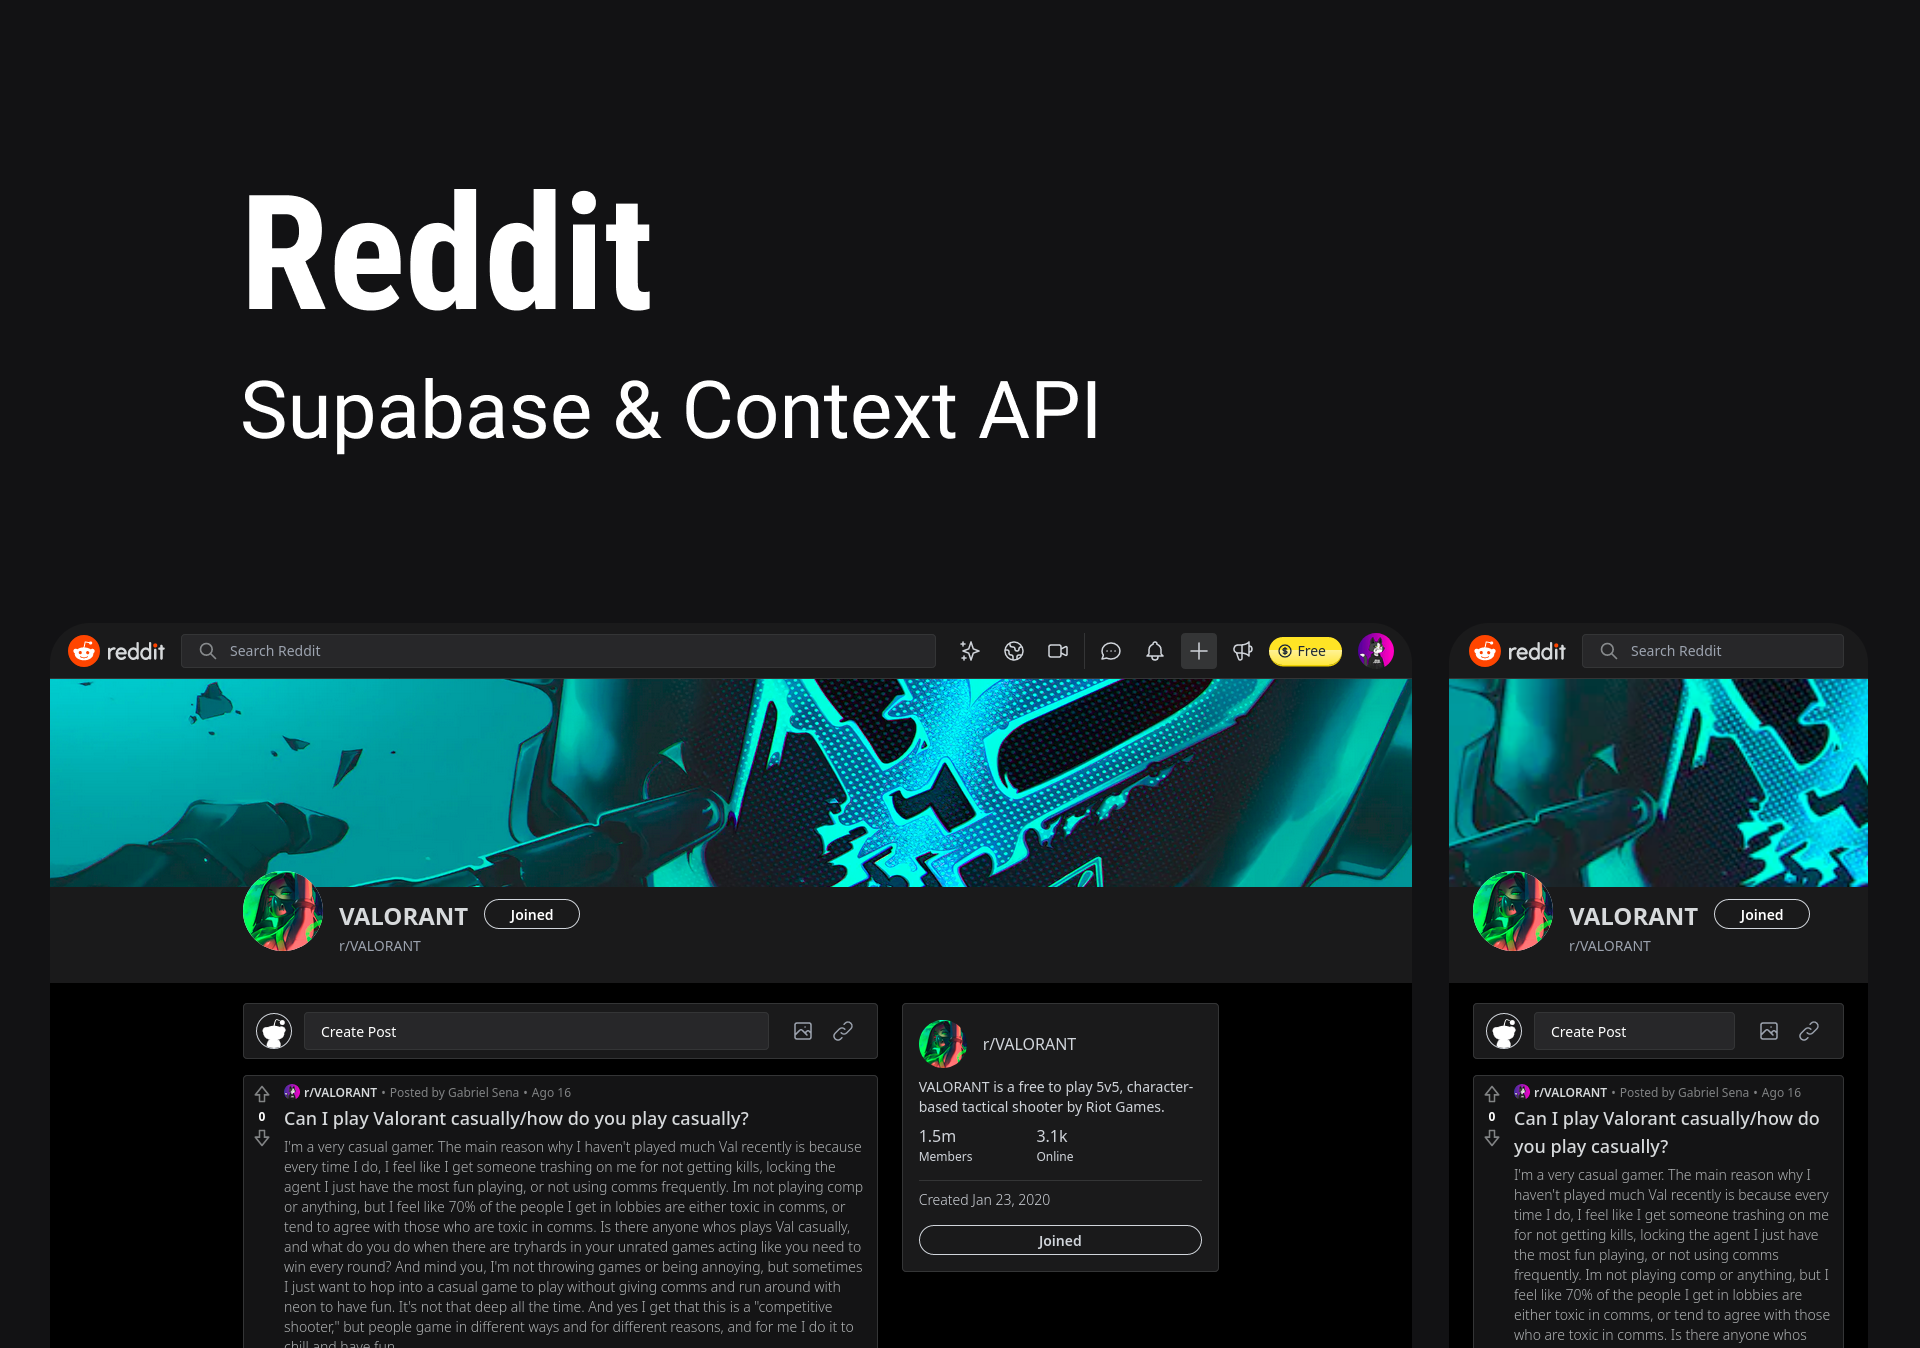 Reddit
Supabase & Context API
reddit
Search Reddit
Free
VALORANT
Joined
r/VALORANT
Create Post
r/VALORANT • Posted by Gabriel Sena • Ago 16
0
Can I play Valorant casually/how do you play casually?
I'm a very casual gamer. The main reason why I haven't played much Val recently is because
every time I do, I feel like I get someone trashing on me for not getting kills, locking the
agent I just have the most fun playing, or not using comms frequently. Im not playing comp
or anything, but I feel like 70% of the people I get in lobbies are either toxic in comms, or
tend to agree with those who are toxic in comms. Is there anyone whos plays Val casually,
and what do you do when there are tryhards in your unrated games acting like you need to
win every round? And mind you, I'm not throwing games or being annoying, but sometimes
I just want to hop into a casual game to play without giving comms and run around with
neon to have fun. It's not that deep all the time. And yes I get that this is a "competitive
shooter," but people game in different ways and for different reasons, and for me I do it to
chill and have fun.
r/VALORANT
VALORANT is a free to play 5v5, character-
based tactical shooter by Riot Games.
1.5m
Members
3.1k
Online
Created Jan 23, 2020
Joined
reddit
Search Reddit
VALORANT
Joined
r/VALORANT
Create Post
r/VALORANT • Posted by Gabriel Sena • Ago 16
0
Can I play Valorant casually/how do
you play casually?
I'm a very casual gamer. The main reason why I
haven't played much Val recently is because every
time I do, I feel like I get someone trashing on me
for not getting kills, locking the agent I just have
the most fun playing, or not using comms
frequently. Im not playing comp or anything, but I
feel like 70% of the people I get in lobbies are
either toxic in comms, or tend to agree with those
who are toxic in comms. Is there anyone whos